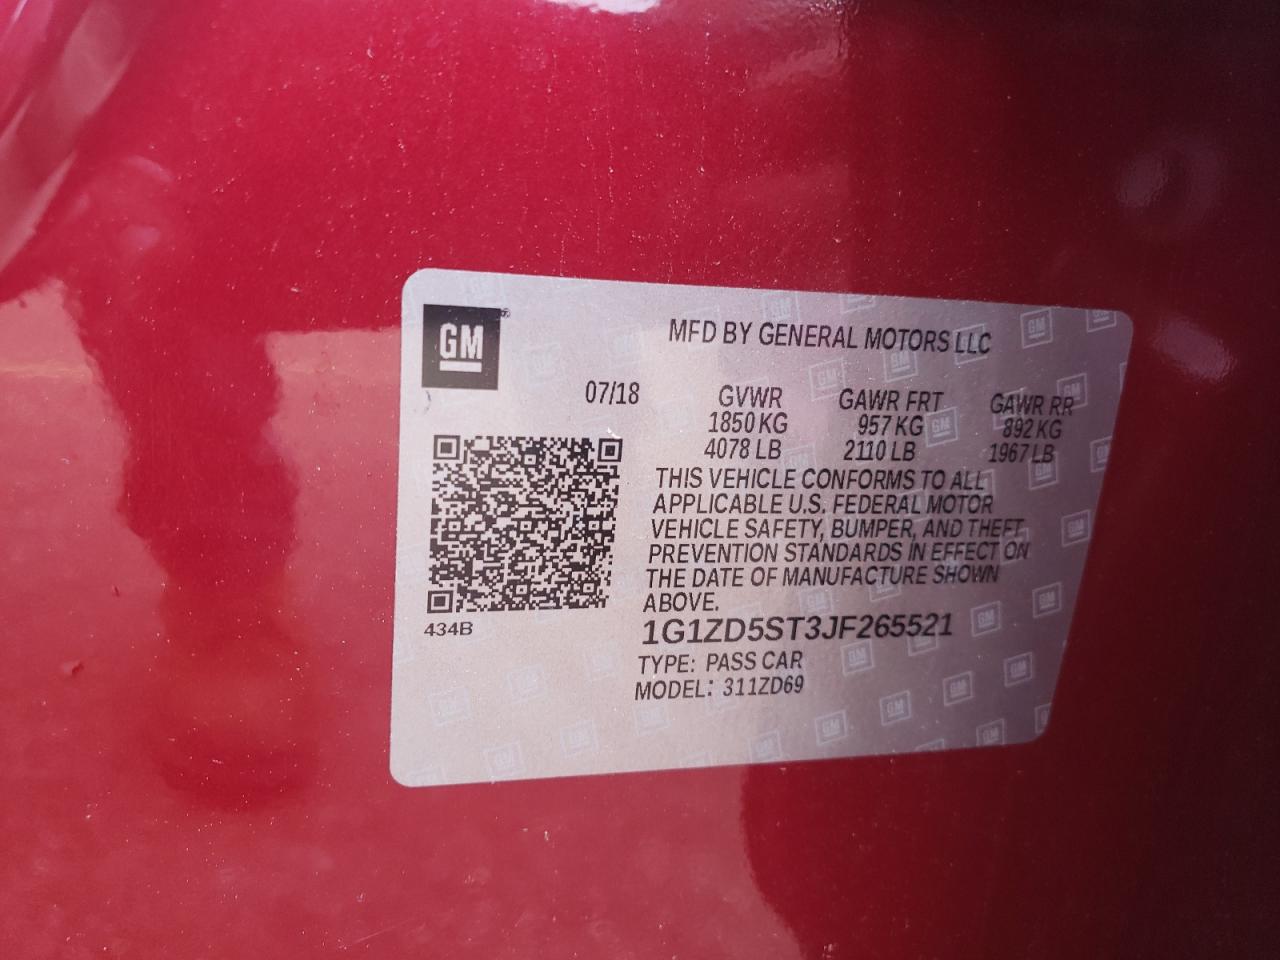 GM
MFD BY GENERAL MOTORS LLC
07/18 GVWR GAWR FRT GAWR RR
1850 KG 957 KG 892 KG
4078 LB 2110 LB 1967 LB
THIS VEHICLE CONFORMS TO ALL
APPLICABLE U.S. FEDERAL MOTOR
VEHICLE SAFETY, BUMPER, AND THEFT
PREVENTION STANDARDS IN EFFECT ON
THE DATE OF MANUFACTURE SHOWN
ABOVE.
434B
1G1ZD5ST3JF265521
TYPE: PASS CAR
MODEL: 311ZD69